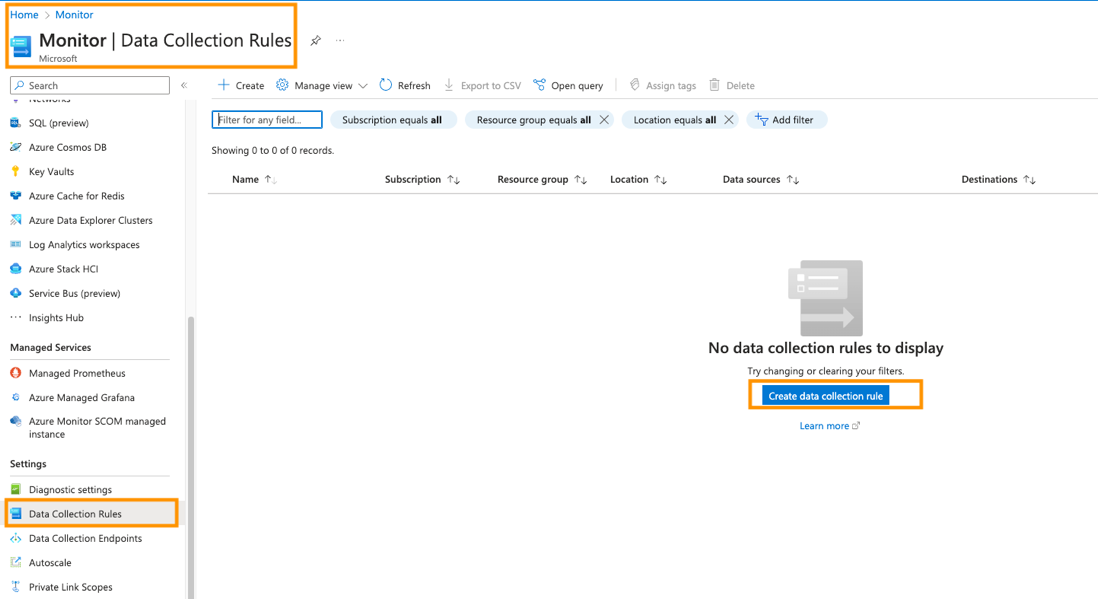 Home > Monitor
Monitor | Data Collection Rules
Microsoft
Search
Create
Manage view
Refresh
Export to CSV
Open query
Assign tags
Delete
Filter for any field...
Subscription equals all
Resource group equals all
Location equals all
Add filter
Showing 0 to 0 of 0 records.
Name
Subscription
Resource group
Location
Data sources
Destinations
Networks
SQL (preview)
Azure Cosmos DB
Key Vaults
Azure Cache for Redis
Azure Data Explorer Clusters
Log Analytics workspaces
Azure Stack HCI
Service Bus (preview)
Insights Hub
Managed Services
Managed Prometheus
Azure Managed Grafana
Azure Monitor SCOM managed
instance
Settings
Diagnostic settings
Data Collection Rules
Data Collection Endpoints
Autoscale
Private Link Scopes
No data collection rules to display
Try changing or clearing your filters.
Create data collection rule
Learn more